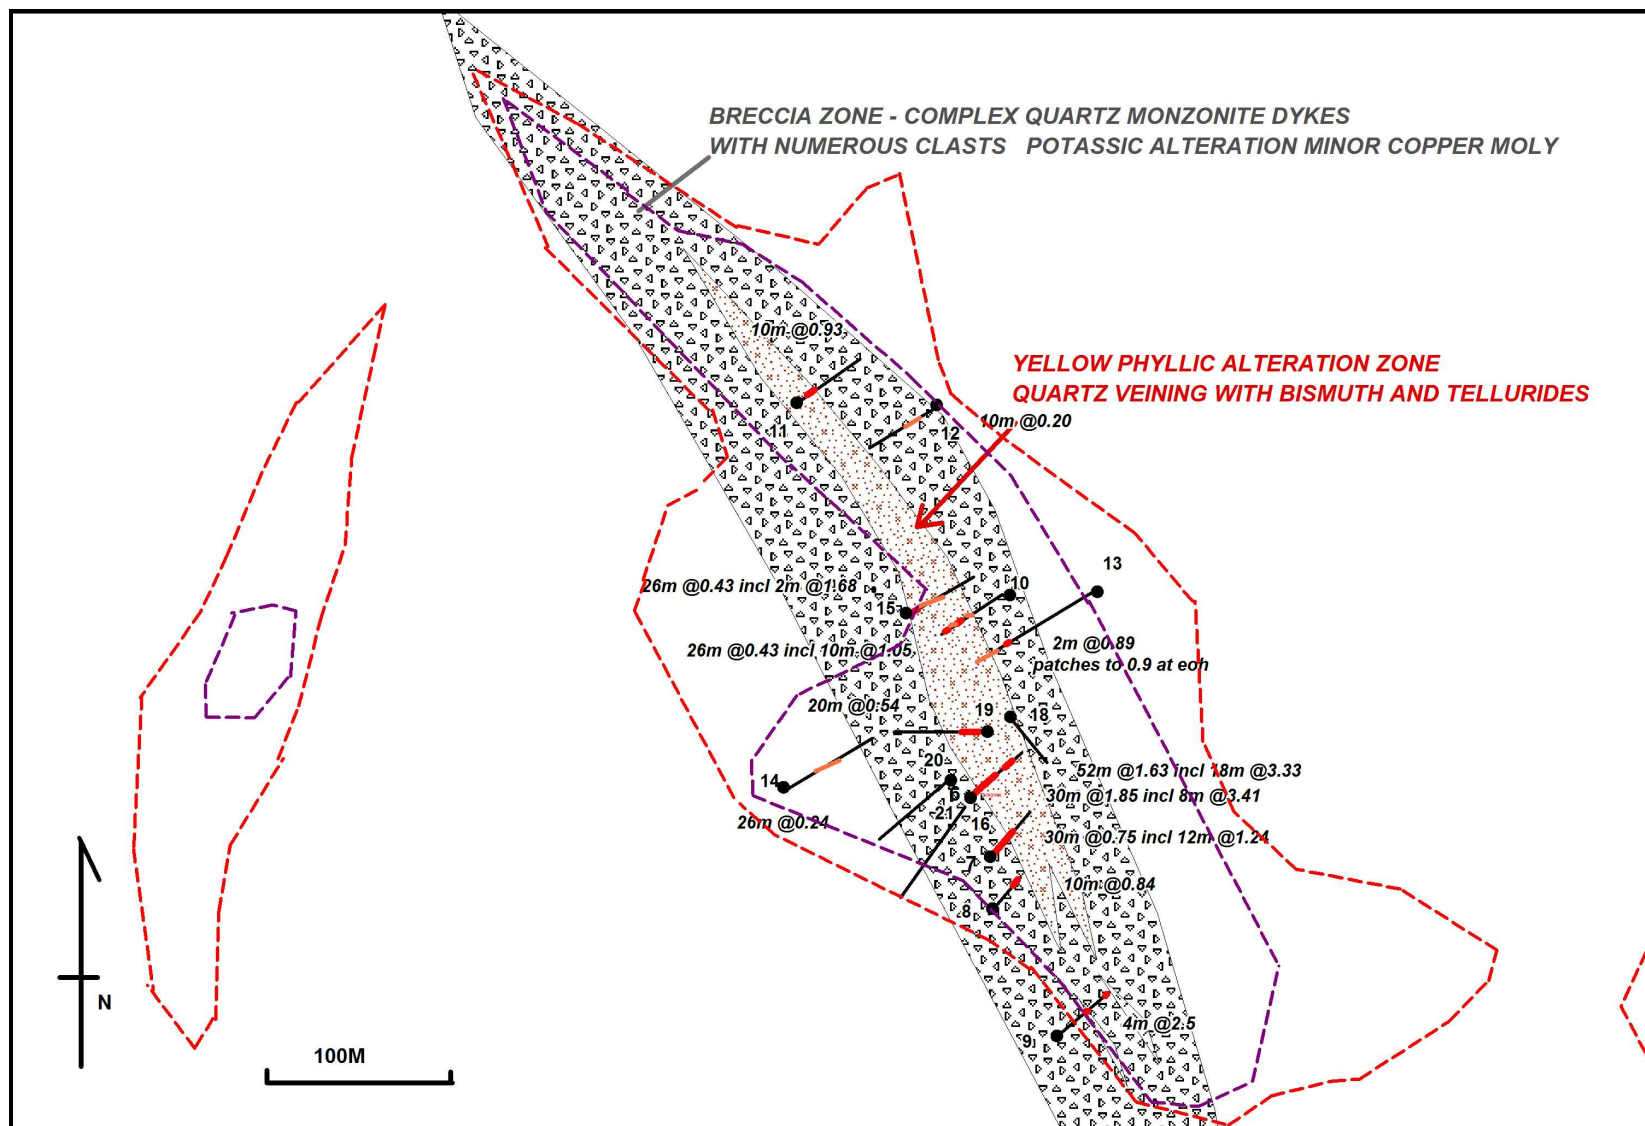 BRECCIA ZONE - COMPLEX QUARTZ MONZONITE DYKES
WITH NUMEROUS CLASTS   POTASSIC ALTERATION MINOR COPPER MOLY
10m @0.93
YELLOW PHYLLIC ALTERATION ZONE
QUARTZ VEINING WITH BISMUTH AND TELLURIDES
10m @0.20
11
12
13
26m @0.43 incl 2m @1.68
10
15
2m @0.89
patches to 0.9 at eoh
26m @0.43 incl 10m @1.05
20m @0.54
19
18
20
14
6
52m @1.63 incl 18m @3.33
30m @1.85 incl 8m @3.41
21
16
26m @0.24
30m @0.75 incl 12m @1.24
7
10m @0.84
8
4m @2.5
9
N
100M